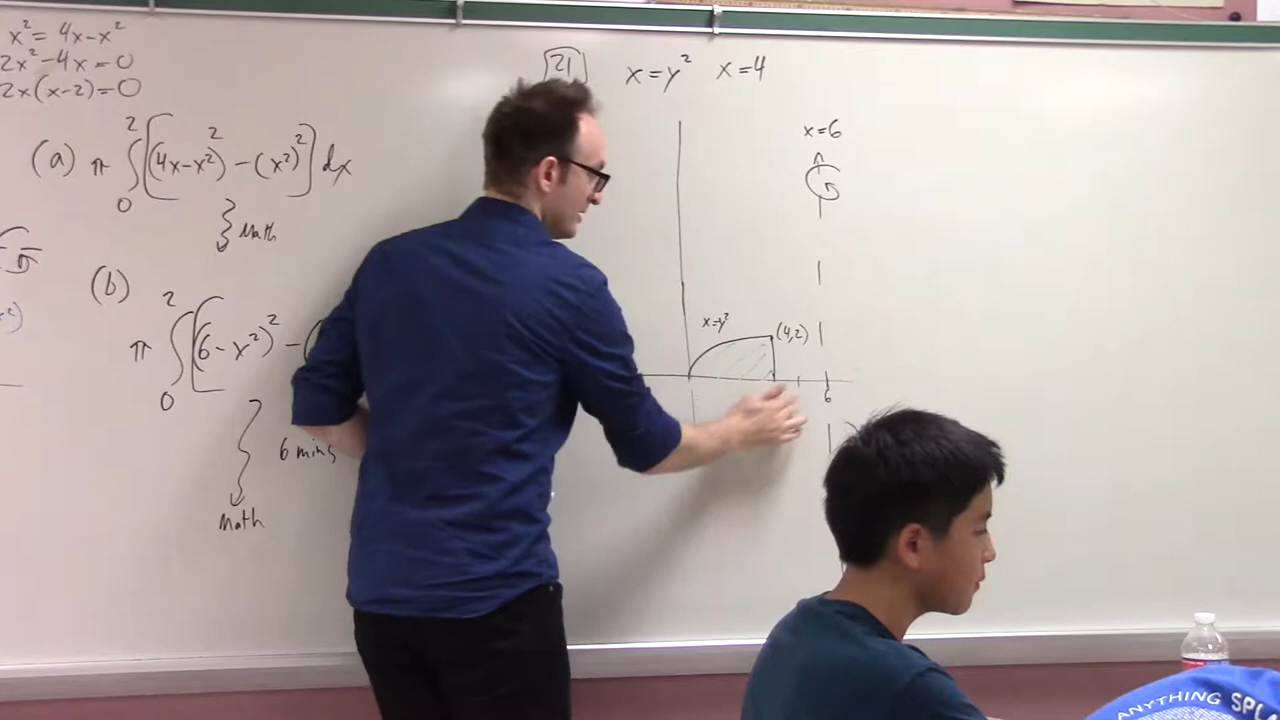 x² = 4x-x²
2x²-4x=0
2x(x-2)=0
(a) π ∫₀² [(4x-x²)² - (x²)²] dx
Math
(b) π ∫₀² [(6-x²)² - (
6 mins
Math
21 x=y² x=4
x=6
x=y²
(4,2)
6
ANYTHING SPL